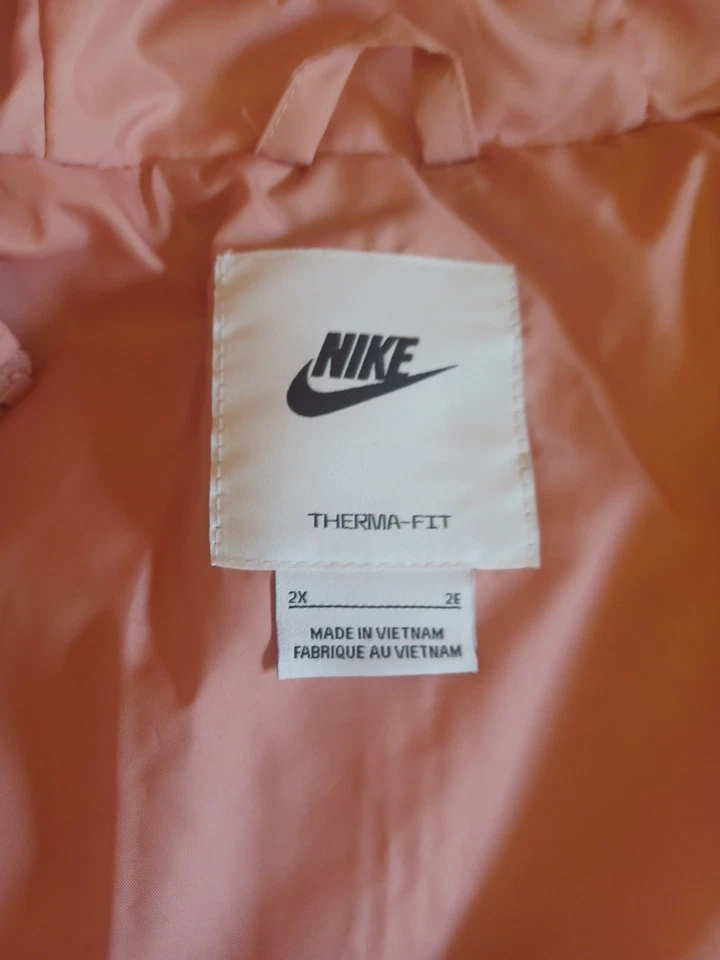 NIKE
THERMA-FIT
2X 2E
MADE IN VIETNAM
FABRIQUE AU VIETNAM